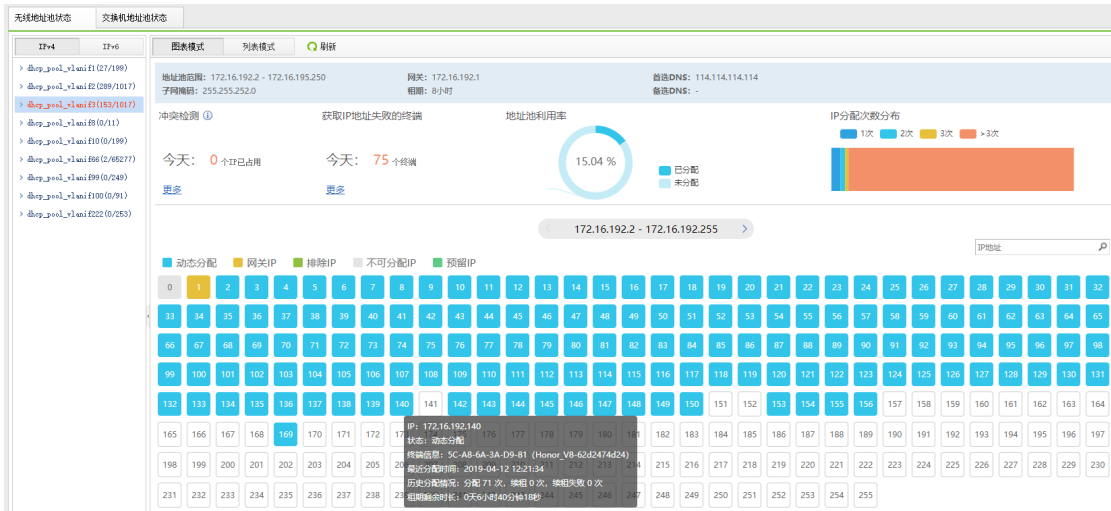 无线地址池状态 交换机地址池状态
IPv4 IPv6 图表模式 列表模式 刷新
dhcp_pool_vlanif1(27/199)
dhcp_pool_vlanif2(289/1017)
dhcp_pool_vlanif3(153/1017)
dhcp_pool_vlanif8(0/11)
dhcp_pool_vlanif10(0/199)
dhcp_pool_vlanif66(2/65277)
dhcp_pool_vlanif99(0/249)
dhcp_pool_vlanif100(0/91)
dhcp_pool_vlanif222(0/253)
地址池范围：172.16.192.2 - 172.16.195.250 网关：172.16.192.1 首选DNS：114.114.114.114
子网掩码：255.255.252.0 租期：8小时 备选DNS：-
冲突检测 获取IP地址失败的终端 地址池利用率 IP分配次数分布
1次 2次 3次 >3次
今天： 0 个IP已占用 今天： 75 个终端 15.04 %
已分配
未分配
更多 更多
172.16.192.2 - 172.16.192.255
IP地址
动态分配 网关IP 排除IP 不可分配IP 预留IP
0 1 2 3 4 5 6 7 8 9 10 11 12 13 14 15 16 17 18 19 20 21 22 23 24 25 26 27 28 29 30 31 32
33 34 35 36 37 38 39 40 41 42 43 44 45 46 47 48 49 50 51 52 53 54 55 56 57 58 59 60 61 62 63 64 65
66 67 68 69 70 71 72 73 74 75 76 77 78 79 80 81 82 83 84 85 86 87 88 89 90 91 92 93 94 95 96 97 98
99 100 101 102 103 104 105 106 107 108 109 110 111 112 113 114 115 116 117 118 119 120 121 122 123 124 125 126 127 128 129 130 131
132 133 134 135 136 137 138 139 140 141 142 143 144 145 146 147 148 149 150 151 152 153 154 155 156 157 158 159 160 161 162 163 164
165 166 167 168 169 170 171 172 176 177 178 179 180 182 183 184 185 186 187 188 189 190 191 192 193 194 195 196 197
198 199 200 201 202 203 204 205 215 216 217 218 219 220 221 222 223 224 225 226 227 228 229 230
231 232 233 234 235 236 237 247 248 249 250 251 252 253 254 255
IP：172.16.192.140
状态：动态分配
终端信息：5C-A8-6A-3A-D9-81（Honor_V8-62d2474d24）
最近分配时间：2019-04-12 12:21:34
历史分配情况：分配 71 次，续租 0 次，续租失败 0 次
租期剩余时长：0天6小时40分钟18秒